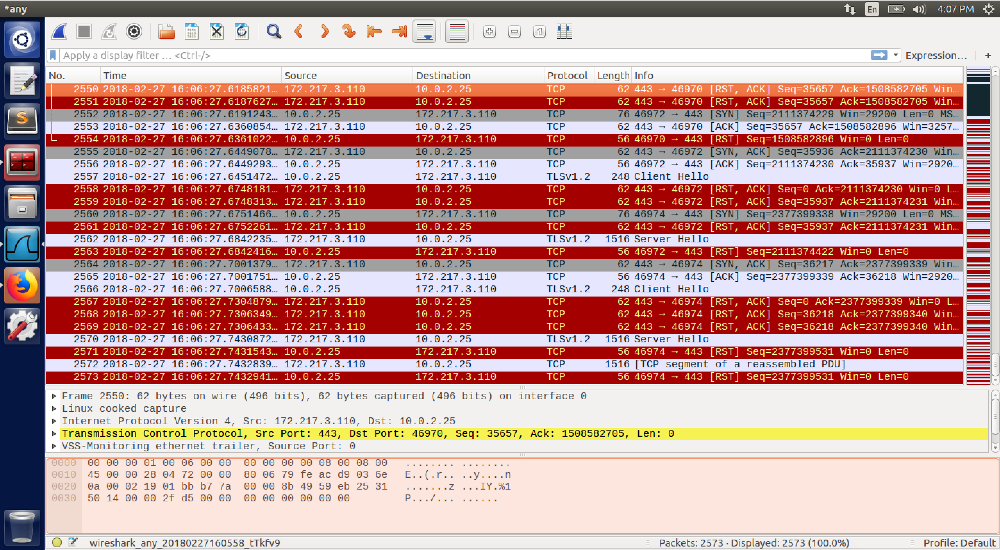 *any
En
4:07 PM
Apply a display filter … <Ctrl-/>
Expression…
+
No. Time Source Destination Protocol Length Info
2550 2018-02-27 16:06:27.6185821… 172.217.3.110 10.0.2.25 TCP 62 443 → 46970 [RST, ACK] Seq=35657 Ack=1508582705 Win…
2551 2018-02-27 16:06:27.6187627… 172.217.3.110 10.0.2.25 TCP 62 443 → 46970 [RST, ACK] Seq=35657 Ack=1508582705 Win…
2552 2018-02-27 16:06:27.6191243… 10.0.2.25 172.217.3.110 TCP 76 46972 → 443 [SYN] Seq=2111374229 Win=29200 Len=0 MS…
2553 2018-02-27 16:06:27.6360854… 172.217.3.110 10.0.2.25 TCP 62 443 → 46970 [ACK] Seq=35657 Ack=1508582896 Win=3257…
2554 2018-02-27 16:06:27.6361022… 10.0.2.25 172.217.3.110 TCP 56 46970 → 443 [RST] Seq=1508582896 Win=0 Len=0
2555 2018-02-27 16:06:27.6449078… 172.217.3.110 10.0.2.25 TCP 62 443 → 46972 [SYN, ACK] Seq=35936 Ack=2111374230 Win…
2556 2018-02-27 16:06:27.6449293… 10.0.2.25 172.217.3.110 TCP 56 46972 → 443 [ACK] Seq=2111374230 Ack=35937 Win=2920…
2557 2018-02-27 16:06:27.6451472… 10.0.2.25 172.217.3.110 TLSv1.2 248 Client Hello
2558 2018-02-27 16:06:27.6748181… 172.217.3.110 10.0.2.25 TCP 62 443 → 46972 [RST, ACK] Seq=0 Ack=2111374230 Win=0 L…
2559 2018-02-27 16:06:27.6748313… 172.217.3.110 10.0.2.25 TCP 62 443 → 46972 [RST, ACK] Seq=35937 Ack=2111374231 Win…
2560 2018-02-27 16:06:27.6751466… 10.0.2.25 172.217.3.110 TCP 76 46974 → 443 [SYN] Seq=2377399338 Win=29200 Len=0 MS…
2561 2018-02-27 16:06:27.6752261… 172.217.3.110 10.0.2.25 TCP 62 443 → 46972 [RST, ACK] Seq=35937 Ack=2111374231 Win…
2562 2018-02-27 16:06:27.6842235… 172.217.3.110 10.0.2.25 TLSv1.2 1516 Server Hello
2563 2018-02-27 16:06:27.6842416… 10.0.2.25 172.217.3.110 TCP 56 46972 → 443 [RST] Seq=2111374422 Win=0 Len=0
2564 2018-02-27 16:06:27.7001379… 172.217.3.110 10.0.2.25 TCP 62 443 → 46974 [SYN, ACK] Seq=36217 Ack=2377399339 Win…
2565 2018-02-27 16:06:27.7001751… 10.0.2.25 172.217.3.110 TCP 56 46974 → 443 [ACK] Seq=2377399339 Ack=36218 Win=2920…
2566 2018-02-27 16:06:27.7006588… 10.0.2.25 172.217.3.110 TLSv1.2 248 Client Hello
2567 2018-02-27 16:06:27.7304879… 172.217.3.110 10.0.2.25 TCP 62 443 → 46974 [RST, ACK] Seq=0 Ack=2377399339 Win=0 L…
2568 2018-02-27 16:06:27.7306349… 172.217.3.110 10.0.2.25 TCP 62 443 → 46974 [RST, ACK] Seq=36218 Ack=2377399340 Win…
2569 2018-02-27 16:06:27.7306433… 172.217.3.110 10.0.2.25 TCP 62 443 → 46974 [RST, ACK] Seq=36218 Ack=2377399340 Win…
2570 2018-02-27 16:06:27.7430872… 172.217.3.110 10.0.2.25 TLSv1.2 1516 Server Hello
2571 2018-02-27 16:06:27.7431543… 10.0.2.25 172.217.3.110 TCP 56 46974 → 443 [RST] Seq=2377399531 Win=0 Len=0
2572 2018-02-27 16:06:27.7432839… 172.217.3.110 10.0.2.25 TCP 1516 [TCP segment of a reassembled PDU]
2573 2018-02-27 16:06:27.7432941… 10.0.2.25 172.217.3.110 TCP 56 46974 → 443 [RST] Seq=2377399531 Win=0 Len=0
Frame 2550: 62 bytes on wire (496 bits), 62 bytes captured (496 bits) on interface 0
Linux cooked capture
Internet Protocol Version 4, Src: 172.217.3.110, Dst: 10.0.2.25
Transmission Control Protocol, Src Port: 443, Dst Port: 46970, Seq: 35657, Ack: 1508582705, Len: 0
VSS-Monitoring ethernet trailer, Source Port: 0
0000 00 00 00 01 00 06 00 00 00 00 00 00 08 00 08 00 ........ ........
0010 45 00 00 28 04 72 00 00 80 06 79 fe ac d9 03 6e E..(.r.. ..y....n
0020 0a 00 02 19 01 bb b7 7a 00 00 8b 49 59 eb 25 31 .......z ...IY.%1
0030 50 14 00 00 2f d5 00 00 00 00 00 00 00 00 P.../... ......
wireshark_any_20180227160558_tTkfv9
Packets: 2573 · Displayed: 2573 (100.0%)
Profile: Default